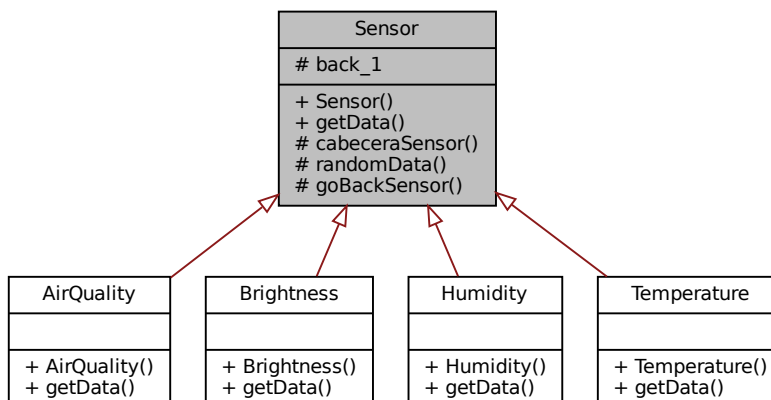 Sensor
# back_1
+ Sensor()
+ getData()
# cabeceraSensor()
# randomData()
# goBackSensor()
AirQuality
+ AirQuality()
+ getData()
Brightness
+ Brightness()
+ getData()
Humidity
+ Humidity()
+ getData()
Temperature
+ Temperature()
+ getData()